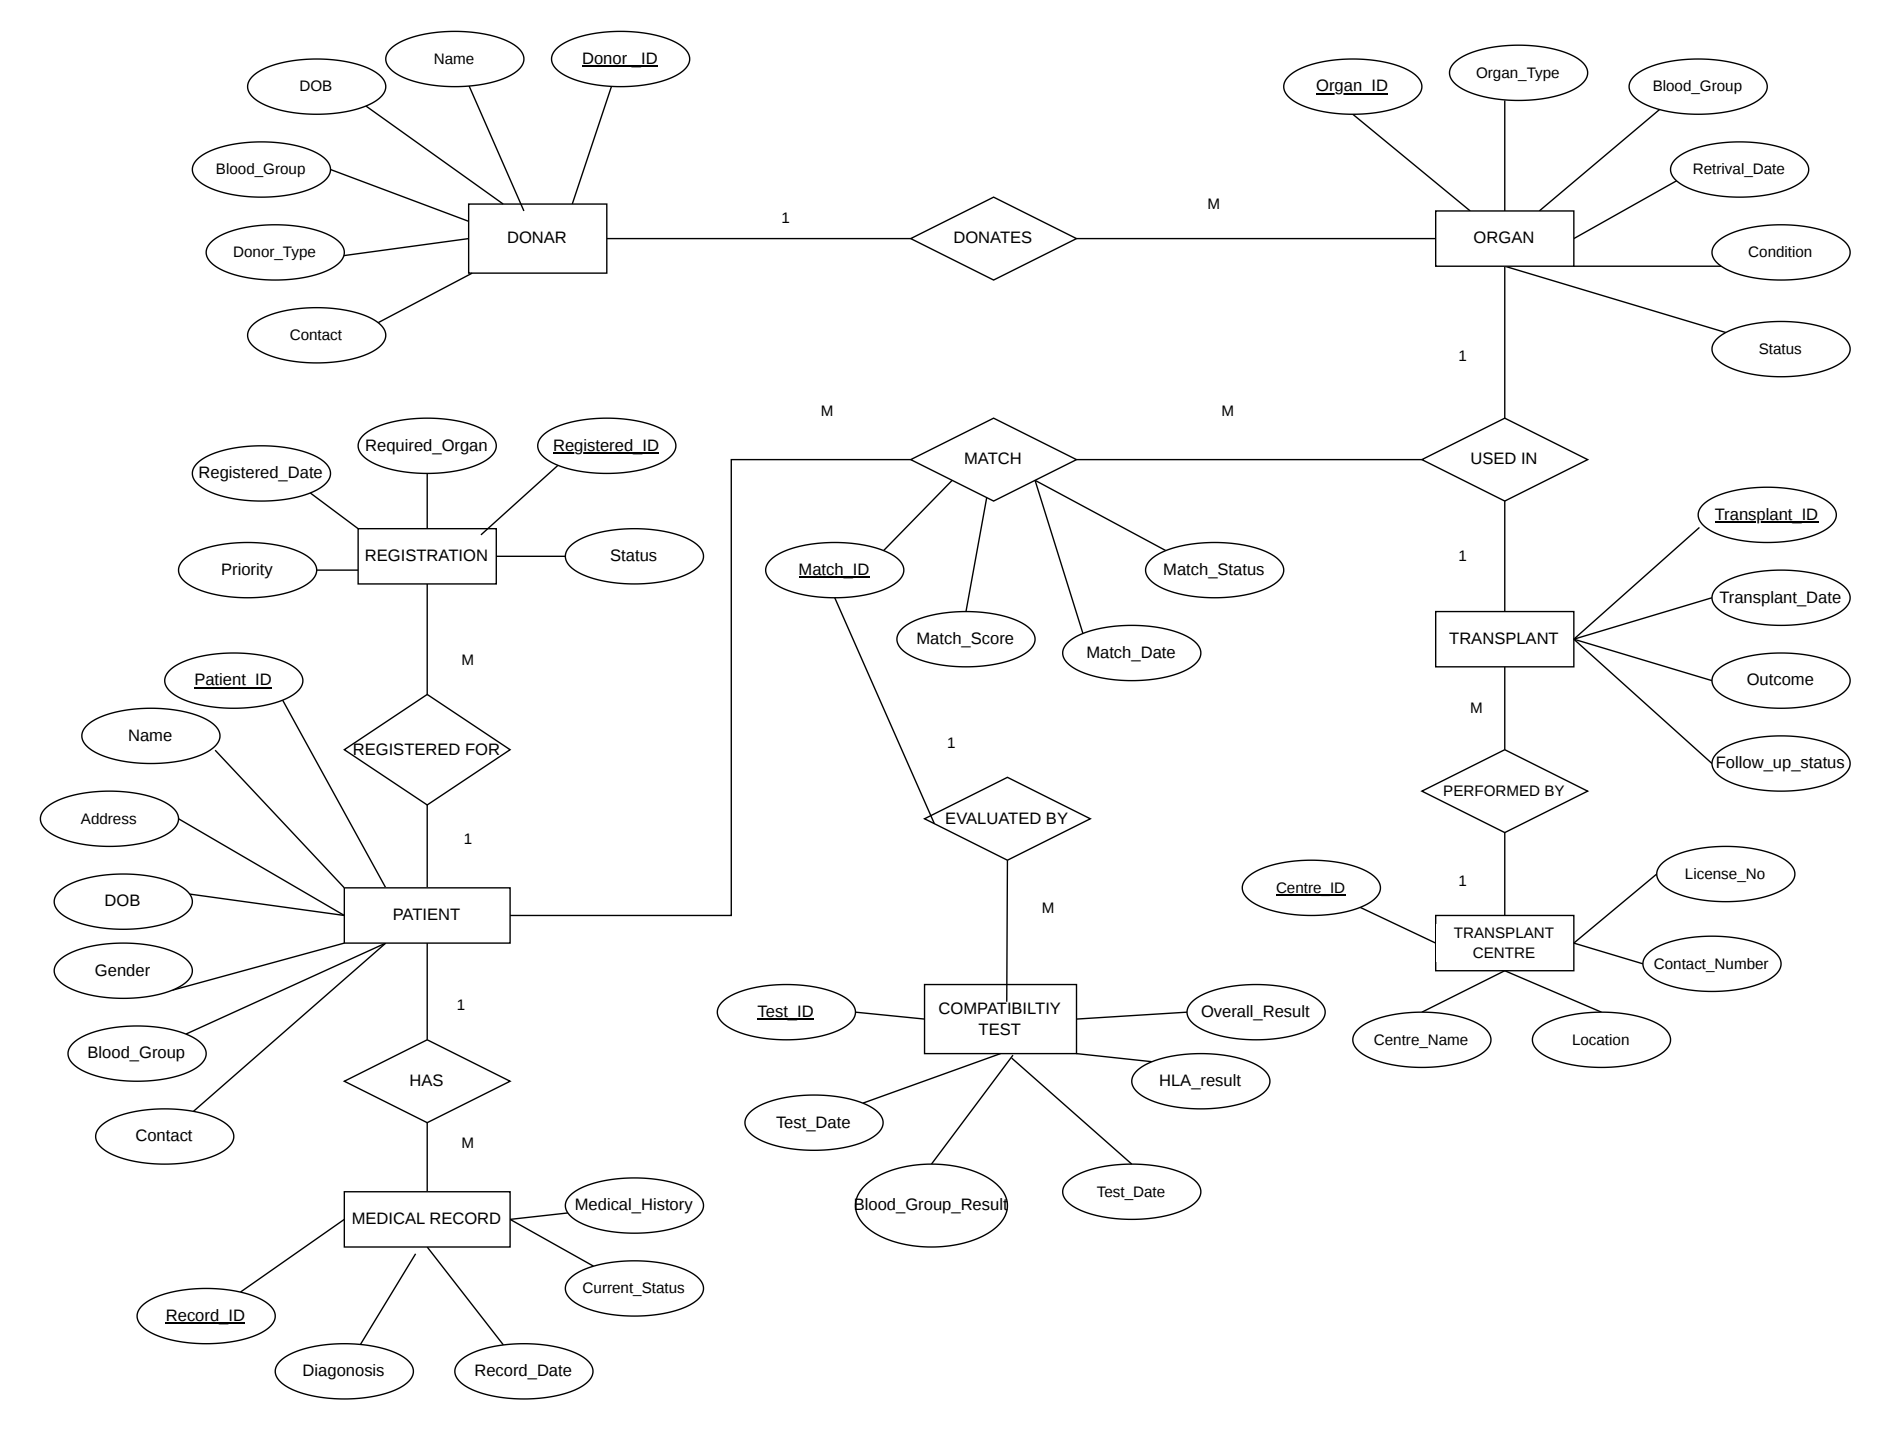 Name
Donor_ID
DOB
Blood_Group
Donor_Type
Contact
DONAR
1
DONATES
M
Organ_ID
Organ_Type
Blood_Group
Retrival_Date
ORGAN
Condition
Status
1
M
MATCH
M
USED IN
Registered_Date
Required_Organ
Registered_ID
REGISTRATION
Priority
Status
Match_ID
Match_Score
Match_Date
Match_Status
1
Transplant_ID
TRANSPLANT
Transplant_Date
Outcome
Follow_up_status
M
M
REGISTERED FOR
1
Patient_ID
Name
Address
DOB
Gender
Blood_Group
Contact
PATIENT
1
EVALUATED BY
M
PERFORMED BY
1
Centre_ID
License_No
TRANSPLANT
CENTRE
Contact_Number
Centre_Name
Location
1
HAS
M
Test_ID
COMPATIBILTIY
TEST
Overall_Result
HLA_result
Test_Date
Blood_Group_Result
Test_Date
MEDICAL RECORD
Medical_History
Current_Status
Record_ID
Diagonosis
Record_Date